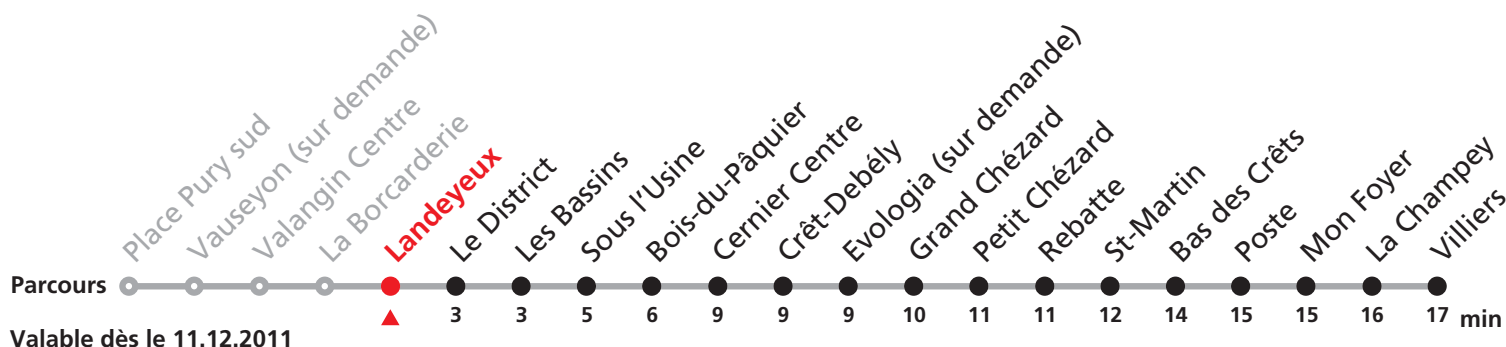 Place Pury sud
Vauseyon (sur demande)
Valangin Centre
La Borcarderie
Landeyeux
Le District
Les Bassins
Sous l'Usine
Bois-du-Pâquier
Cernier Centre
Crêt-Debély
Evologia (sur demande)
Grand Chézard
Petit Chézard
Rebatte
St-Martin
Bas des Crêts
Poste
Mon Foyer
La Champey
Villiers
Parcours
3 3 5 6 9 9 9 10 11 11 12 14 15 15 16 17 min
Valable dès le 11.12.2011